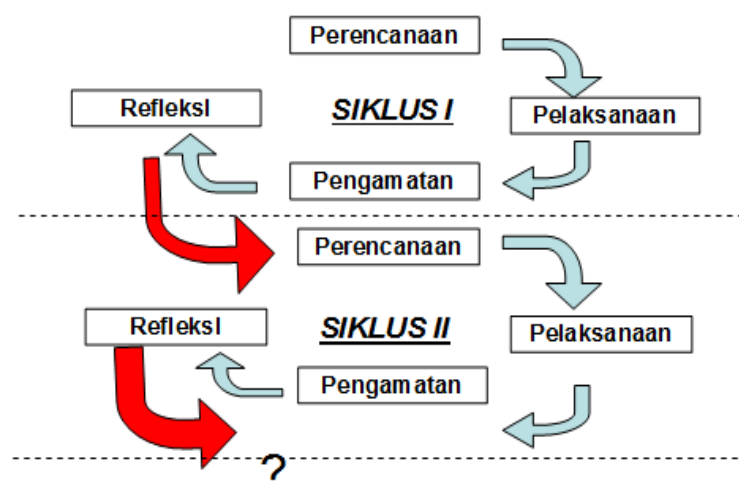 Perencanaan
Refleksi
SIKLUS I
Pelaksanaan
Pengamatan
Perencanaan
Refleksi
SIKLUS II
Pelaksanaan
Pengamatan
?